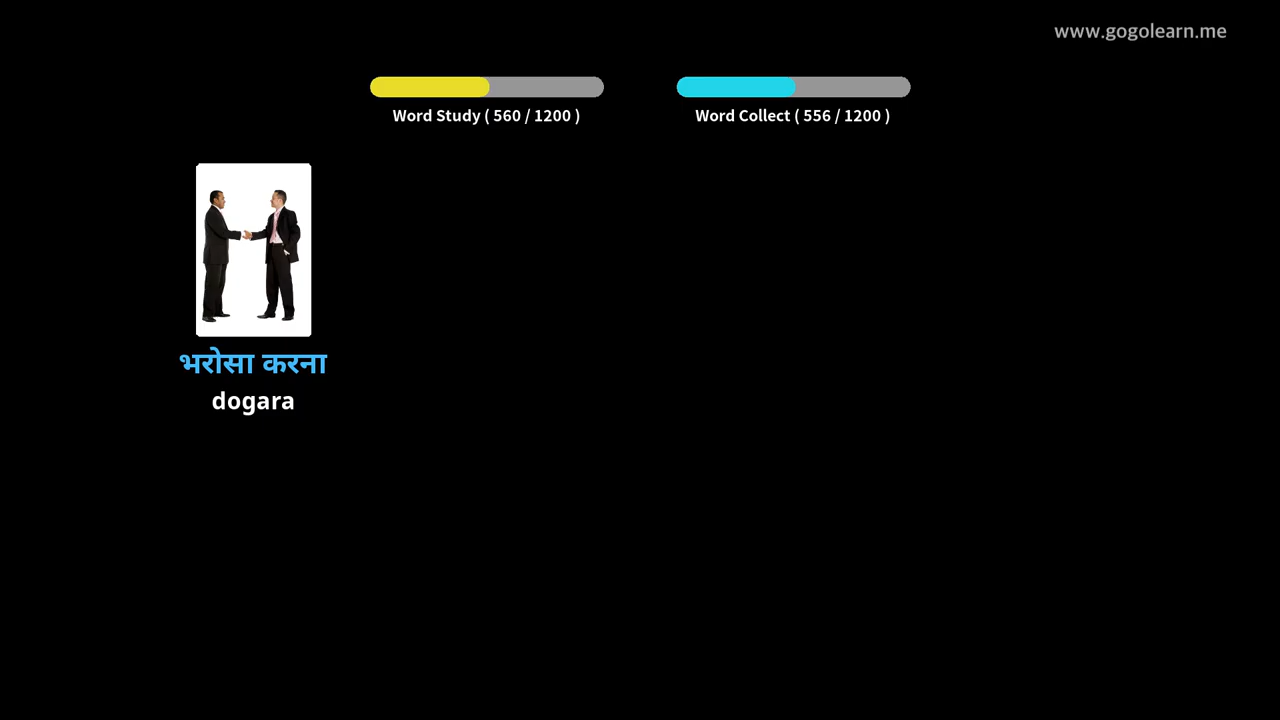 www.gogolearn.me
Word Study ( 560 / 1200 )
Word Collect ( 556 / 1200 )
भरोसा करना
dogara